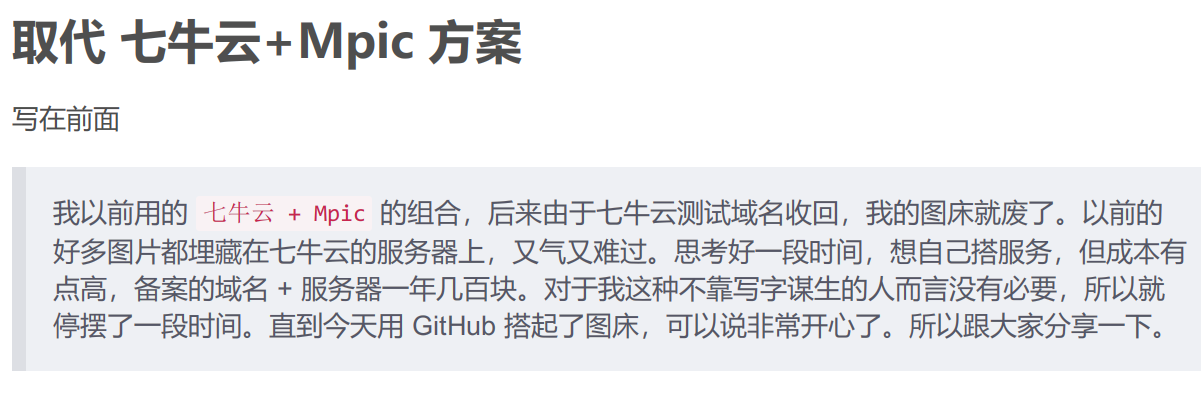 取代 七牛云+Mpic 方案
写在前面
我以前用的 七牛云 + Mpic 的组合，后来由于七牛云测试域名收回，我的图床就废了。以前的
好多图片都埋藏在七牛云的服务器上，又气又难过。思考好一段时间，想自己搭服务，但成本有
点高，备案的域名 + 服务器一年几百块。对于我这种不靠写字谋生的人而言没有必要，所以就
停摆了一段时间。直到今天用 GitHub 搭起了图床，可以说非常开心了。所以跟大家分享一下。